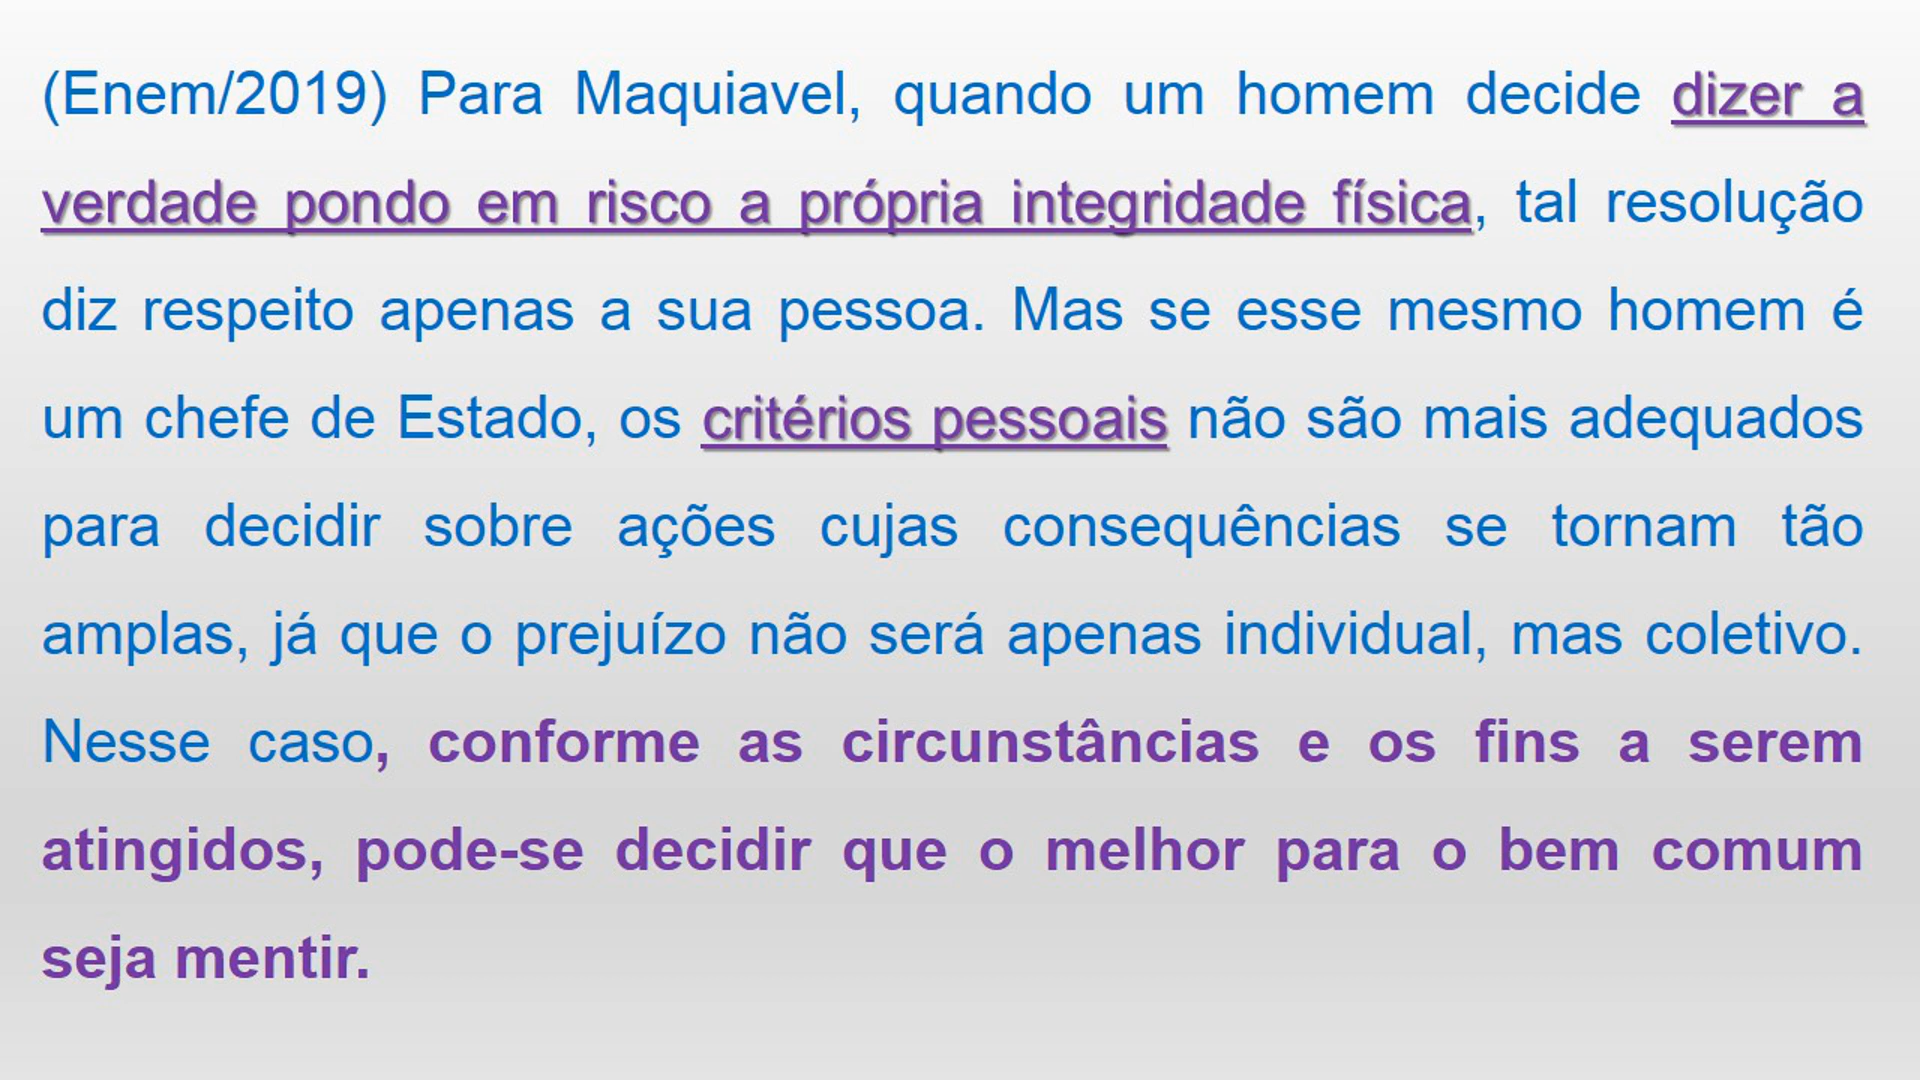 (Enem/2019) Para Maquiavel, quando um homem decide dizer a
verdade pondo em risco a própria integridade física, tal resolução
diz respeito apenas a sua pessoa. Mas se esse mesmo homem é
um chefe de Estado, os critérios pessoais não são mais adequados
para decidir sobre ações cujas consequências se tornam tão
amplas, já que o prejuízo não será apenas individual, mas coletivo.
Nesse caso, conforme as circunstâncias e os fins a serem
atingidos, pode-se decidir que o melhor para o bem comum
seja mentir.